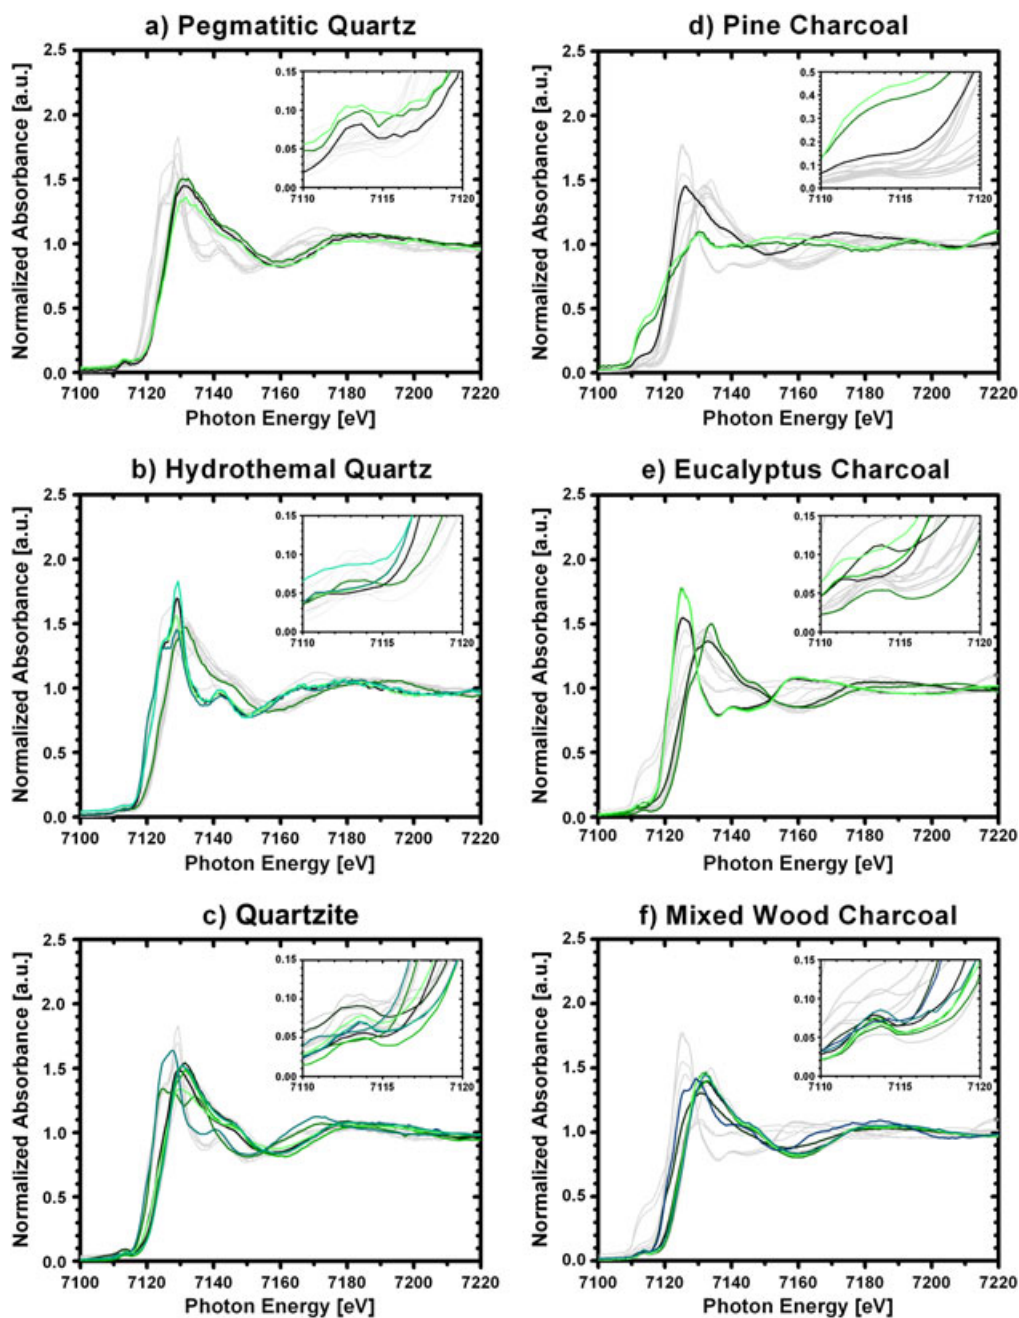 a) Pegmatitic Quartz
Normalized Absorbance [a.u.]
2.5
2.0
1.5
1.0
0.5
0.0
0.15
0.10
0.05
0.00
7110 7115 7120
7100 7120 7140 7160 7180 7200 7220
Photon Energy [eV]
d) Pine Charcoal
Normalized Absorbance [a.u.]
2.5
2.0
1.5
1.0
0.5
0.0
0.5
0.4
0.3
0.2
0.1
0.0
7110 7115 7120
7100 7120 7140 7160 7180 7200 7220
Photon Energy [eV]
b) Hydrothemal Quartz
Normalized Absorbance [a.u.]
2.5
2.0
1.5
1.0
0.5
0.0
0.15
0.10
0.05
0.00
7110 7115 7120
7100 7120 7140 7160 7180 7200 7220
Photon Energy [eV]
e) Eucalyptus Charcoal
Normalized Absorbance [a.u.]
2.5
2.0
1.5
1.0
0.5
0.0
0.15
0.10
0.05
0.00
7110 7115 7120
7100 7120 7140 7160 7180 7200 7220
Photon Energy [eV]
c) Quartzite
Normalized Absorbance [a.u.]
2.5
2.0
1.5
1.0
0.5
0.0
0.15
0.10
0.05
0.00
7110 7115 7120
7100 7120 7140 7160 7180 7200 7220
Photon Energy [eV]
f) Mixed Wood Charcoal
Normalized Absorbance [a.u.]
2.5
2.0
1.5
1.0
0.5
0.0
0.15
0.10
0.05
0.00
7110 7115 7120
7100 7120 7140 7160 7180 7200 7220
Photon Energy [eV]